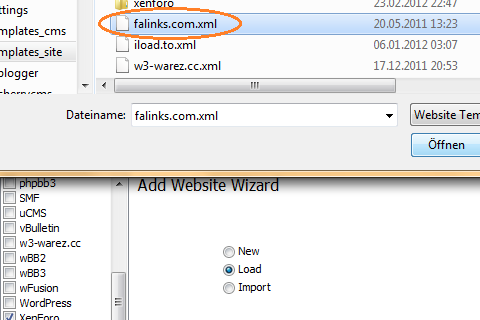 xenforo 23.02.2012 22:47
ttings
falinks.com.xml 20.05.2011 13:23
mplates_cms
iload.to.xml 06.01.2012 03:07
mplates_site
w3-warez.cc.xml 17.12.2011 20:53
blogger
cherrycms
Dateiname: falinks.com.xml Website Tem
Öffnen
phpbb3
Add Website Wizard
SMF
uCMS
vBulletin
w3-warez.cc
New
wBB2
Load
wBB3
Import
wFusion
WordPress
XenForo